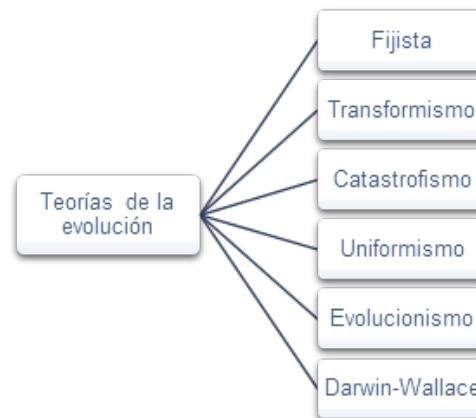 Teorías de la
evolución
Fijista
Transformismo
Catastrofismo
Uniformismo
Evolucionismo
Darwin-Wallace